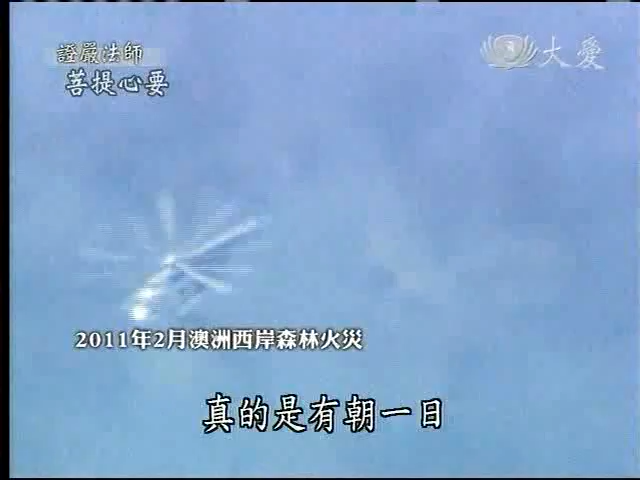 證嚴法師
菩提心要
大愛
2011年2月澳洲西岸森林火災
真的是有朝一日